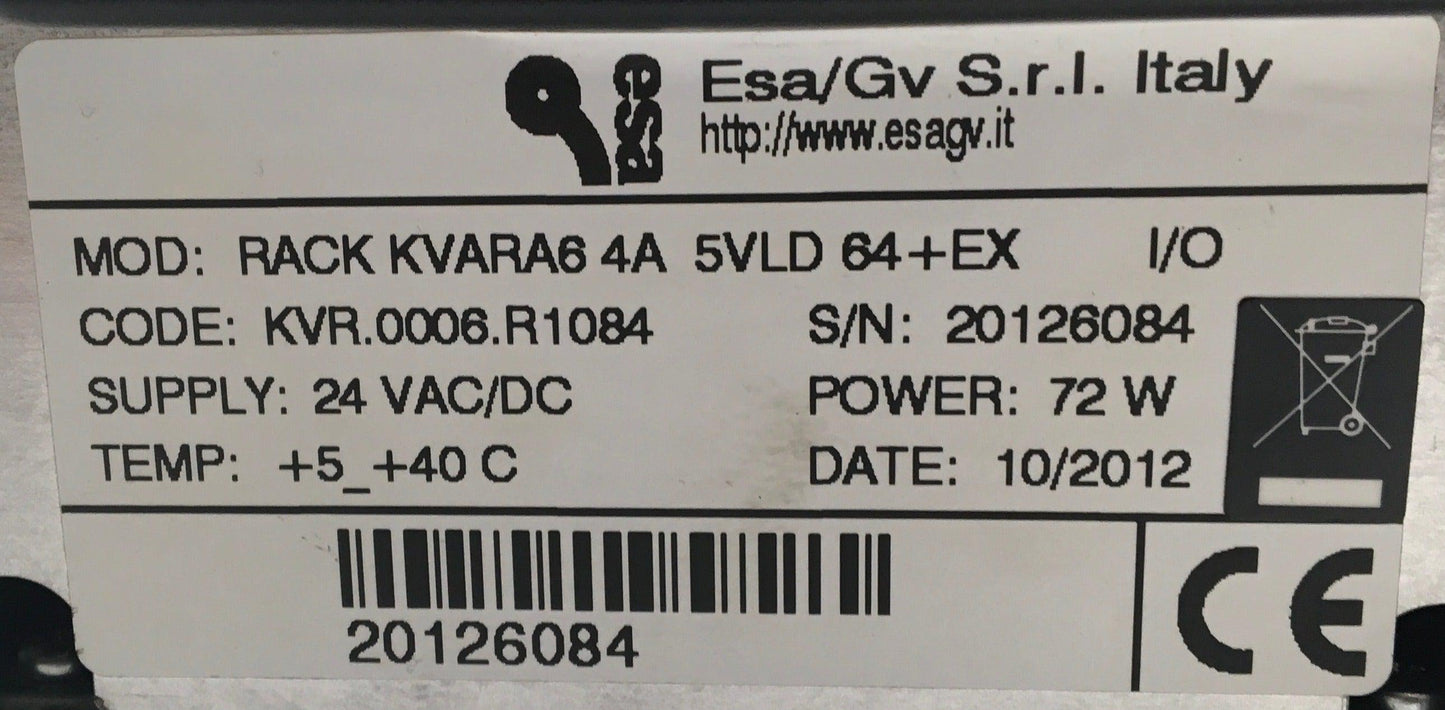 esa
Esa/Gv S.r.l. Italy
http://www.esagv.it
MOD: RACK KVARA6 4A 5VLD 64+EX I/O
CODE: KVR.0006.R1084 S/N: 20126084
SUPPLY: 24 VAC/DC POWER: 72 W
TEMP: +5_+40 C DATE: 10/2012
20126084
CE